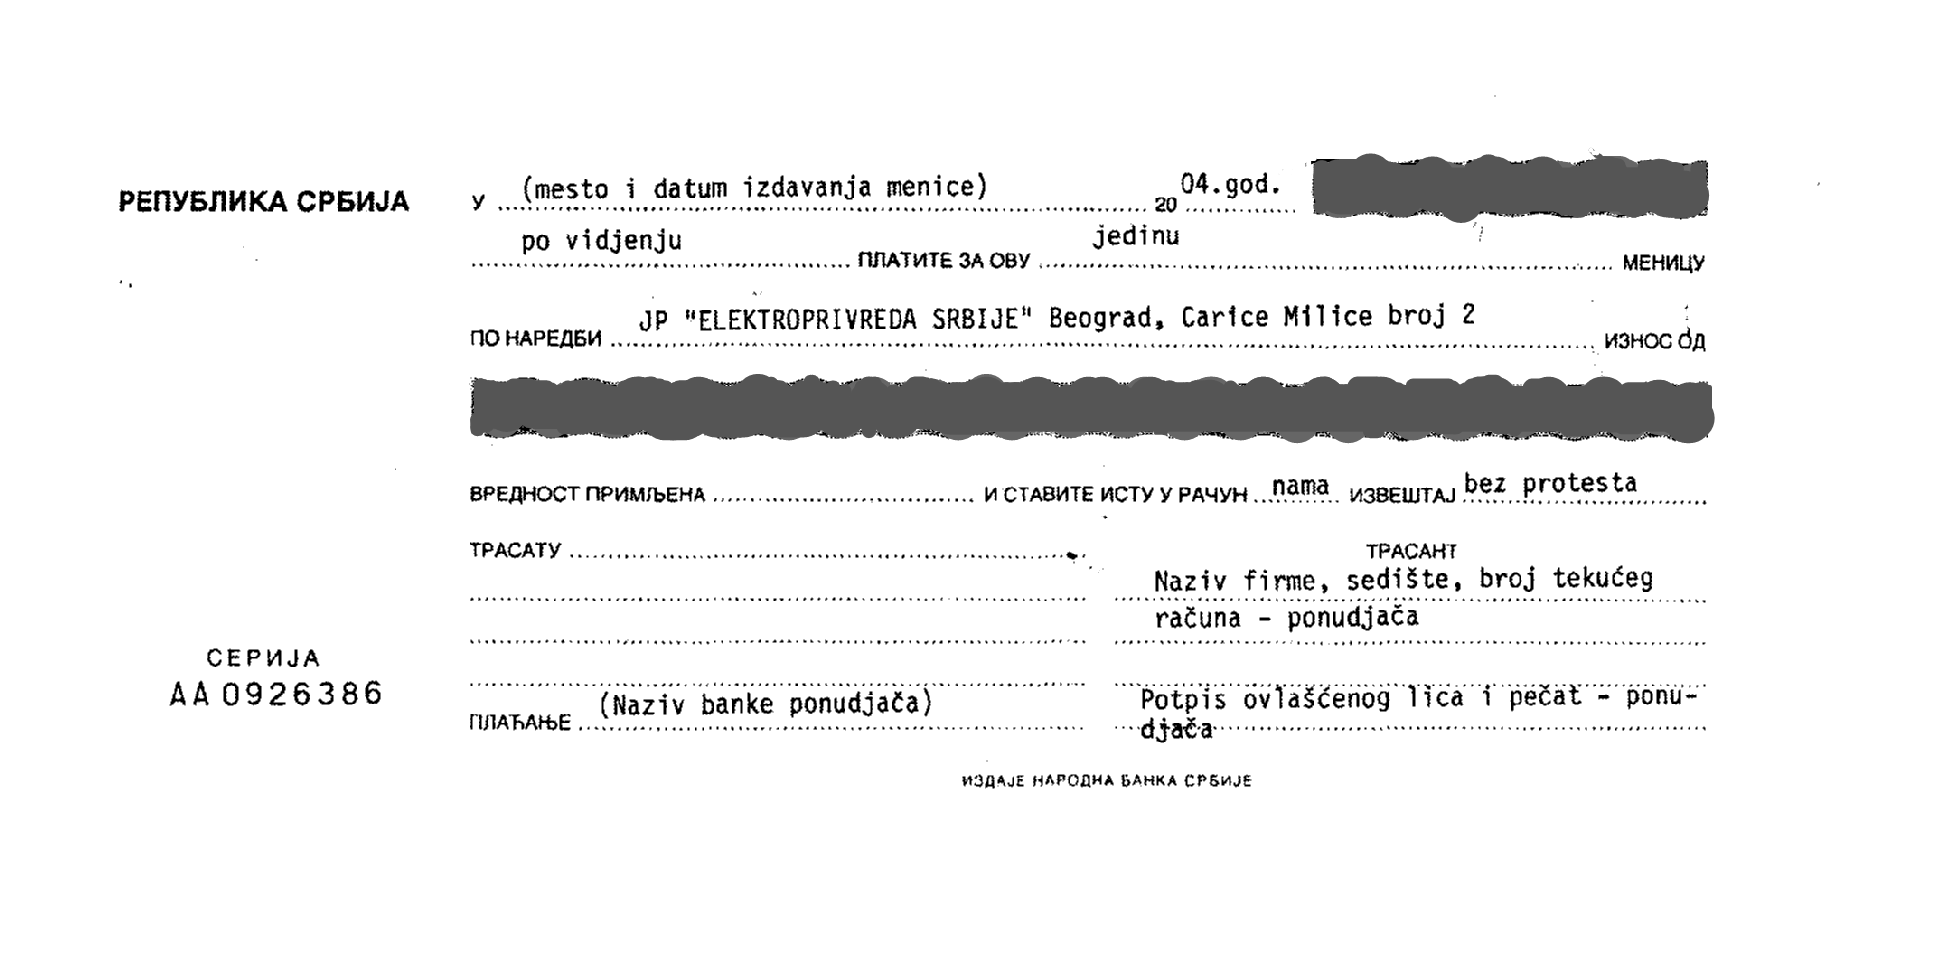 РЕПУБЛИКА СРБИЈА
У (mesto i datum izdavanja menice) 20 04.god.
po vidjenju ПЛАТИТЕ ЗА ОВУ jedinu МЕНИЦУ
ПО НАРЕДБИ JP "ELEKTROPRIVREDA SRBIJE" Beograd, Carice Milice broj 2 ИЗНОС ОД
ВРЕДНОСТ ПРИМЉЕНА И СТАВИТЕ ИСТУ У РАЧУН nama ИЗВЕШТАЈ bez protesta
ТРАСАТУ ТРАСАНТ
Naziv firme, sedište, broj tekućeg
računa - ponudjača
СЕРИЈА
АА 0926386
ПЛАЋАЊЕ (Naziv banke ponudjača)
Potpis ovlašćenog lica i pečat - ponu-
djača
ИЗДАЈЕ НАРОДНА БАНКА СРБИЈЕ